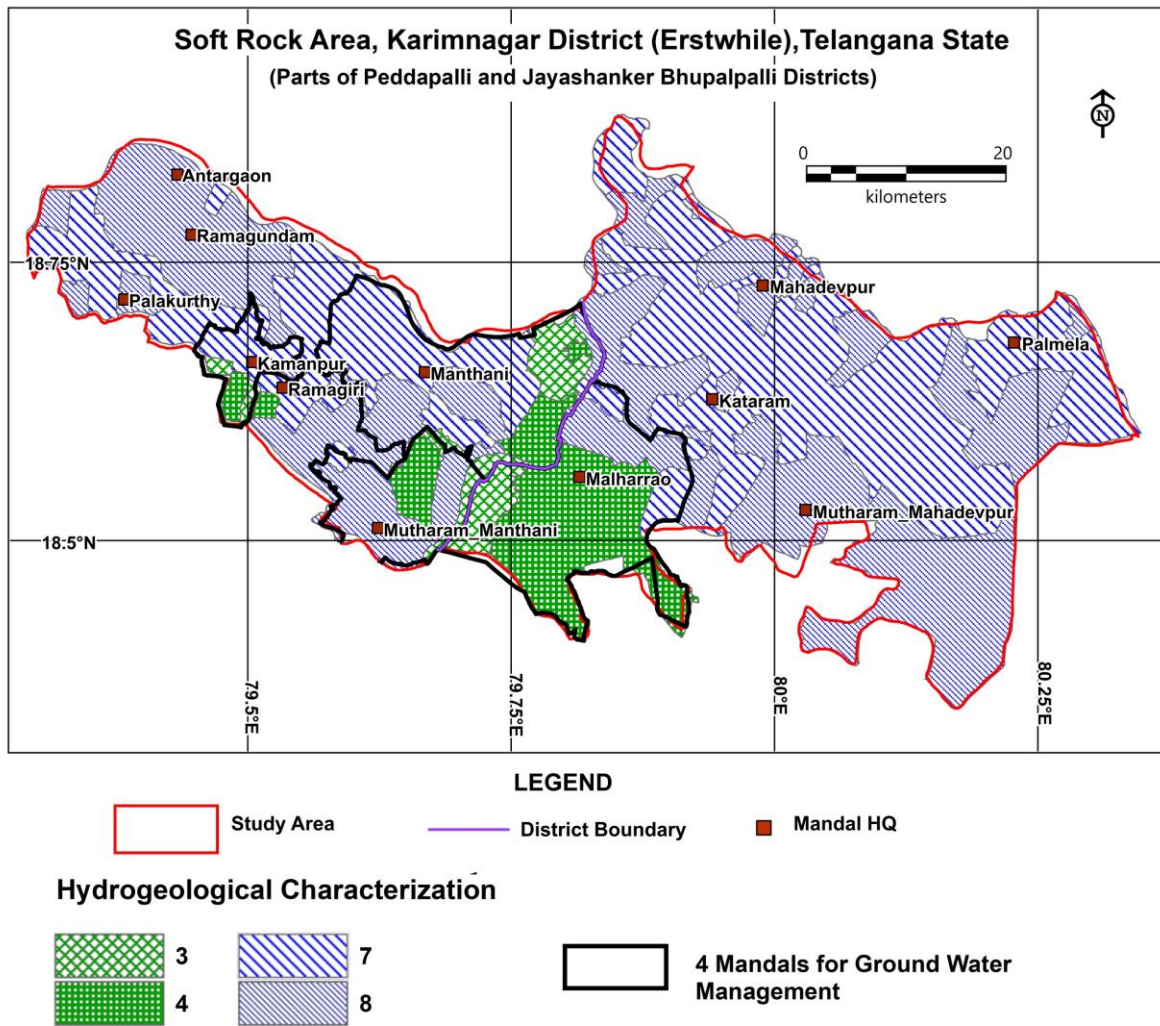 Soft Rock Area, Karimnagar District (Erstwhile),Telangana State
(Parts of Peddapalli and Jayashanker Bhupalpalli Districts)
N
0 20
kilometers
Antargaon
Ramagundam
18.75°N
Mahadevpur
Palakurthy
Palmela
Kamanpur
Manthani
Ramagiri
Kataram
Malharrao
Mutharam_Mahadevpur
Mutharam_Manthani
18:5°N
79.5°E
79.75°E
80°E
80.25°E
LEGEND
Study Area
District Boundary
Mandal HQ
Hydrogeological Characterization
3
7
4 Mandals for Ground Water
Management
4
8